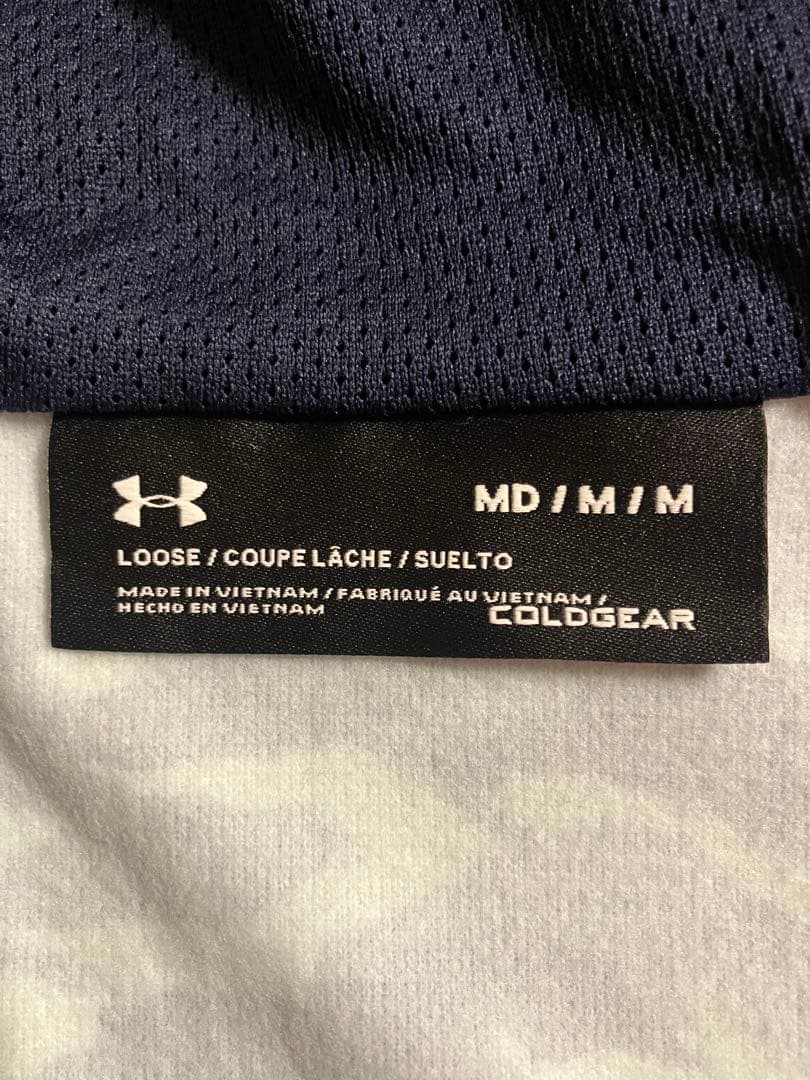 MD / M / M
LOOSE / COUPE LÂCHE / SUELTO
MADE IN VIETNAM / FABRIQUÉ AU VIETNAM /
HECHO EN VIETNAM
COLDGEAR